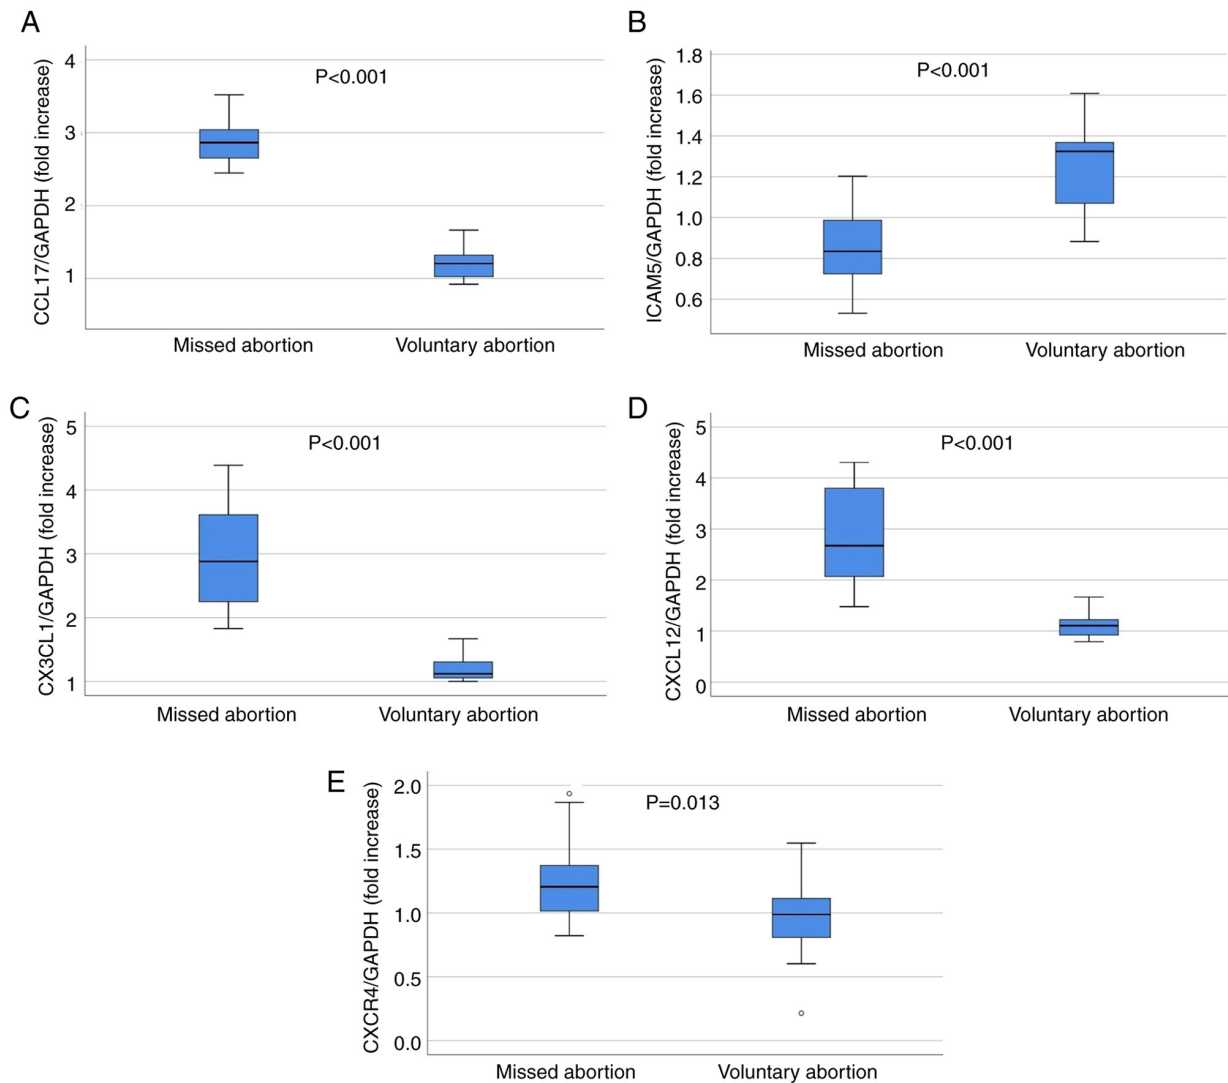 A
CCL17/GAPDH (fold increase)
4
3
2
1
P<0.001
Missed abortion
Voluntary abortion
B
ICAM5/GAPDH (fold increase)
1.8
1.6
1.4
1.2
1.0
0.8
0.6
P<0.001
Missed abortion
Voluntary abortion
C
CX3CL1/GAPDH (fold increase)
5
4
3
2
1
P<0.001
Missed abortion
Voluntary abortion
D
CXCL12/GAPDH (fold increase)
5
4
3
2
1
0
P<0.001
Missed abortion
Voluntary abortion
E
CXCR4/GAPDH (fold increase)
2.0
1.5
1.0
0.5
0.0
P=0.013
Missed abortion
Voluntary abortion